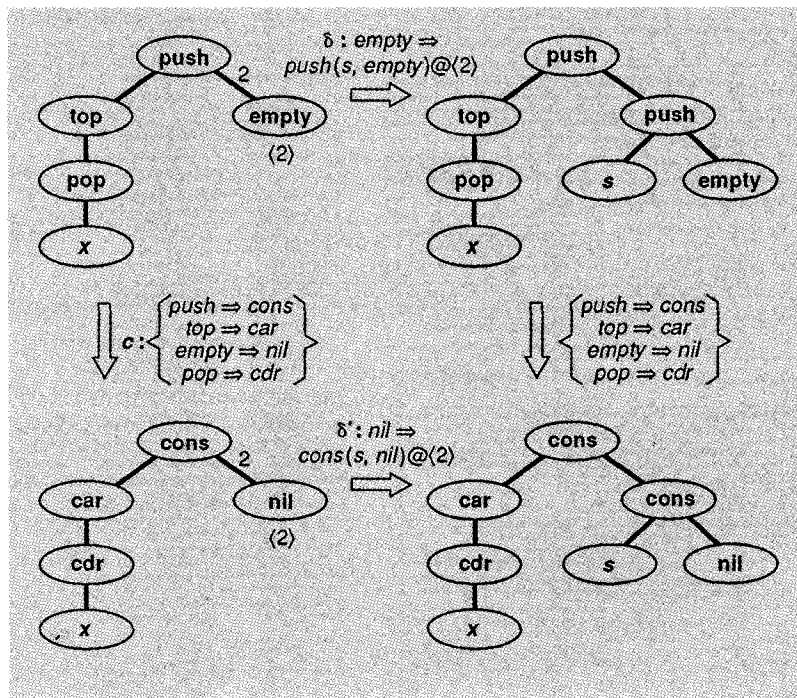 push
2
top
empty
⟨2⟩
pop
x
δ : empty ⇒
push(s, empty)@⟨2⟩
push
top
push
pop
s
empty
x
c : { push ⇒ cons
top ⇒ car
empty ⇒ nil
pop ⇒ cdr }
{ push ⇒ cons
top ⇒ car
empty ⇒ nil
pop ⇒ cdr }
cons
2
car
nil
⟨2⟩
cdr
x
δ' : nil ⇒
cons(s, nil)@⟨2⟩
cons
car
cons
cdr
s
nil
x